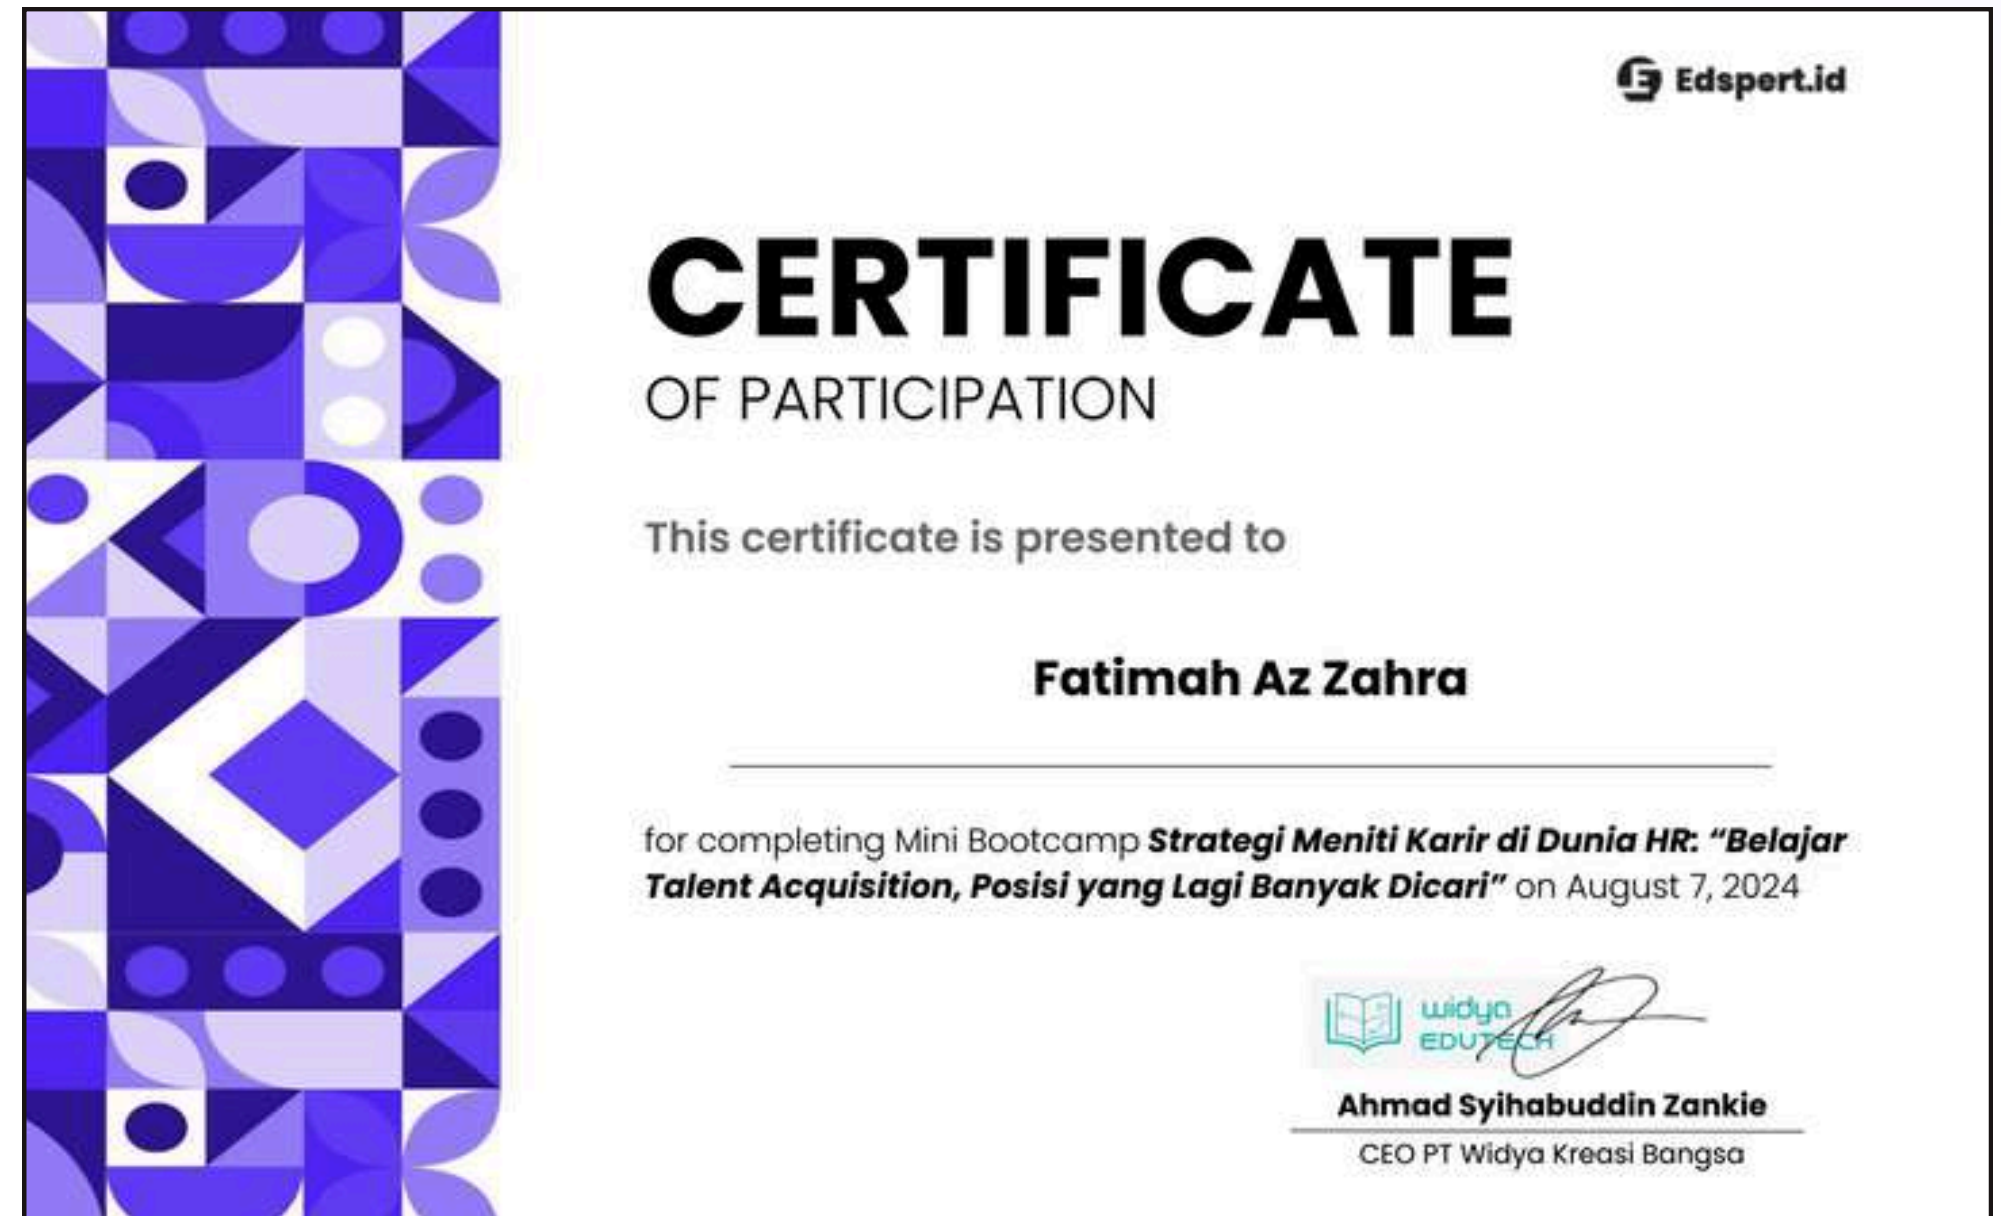 Edspert.id
CERTIFICATE
OF PARTICIPATION
This certificate is presented to
Fatimah Az Zahra
for completing Mini Bootcamp Strategi Meniti Karir di Dunia HR: “Belajar
Talent Acquisition, Posisi yang Lagi Banyak Dicari” on August 7, 2024
widya
EDUTECH
Ahmad Syihabuddin Zankie
CEO PT Widya Kreasi Bangsa